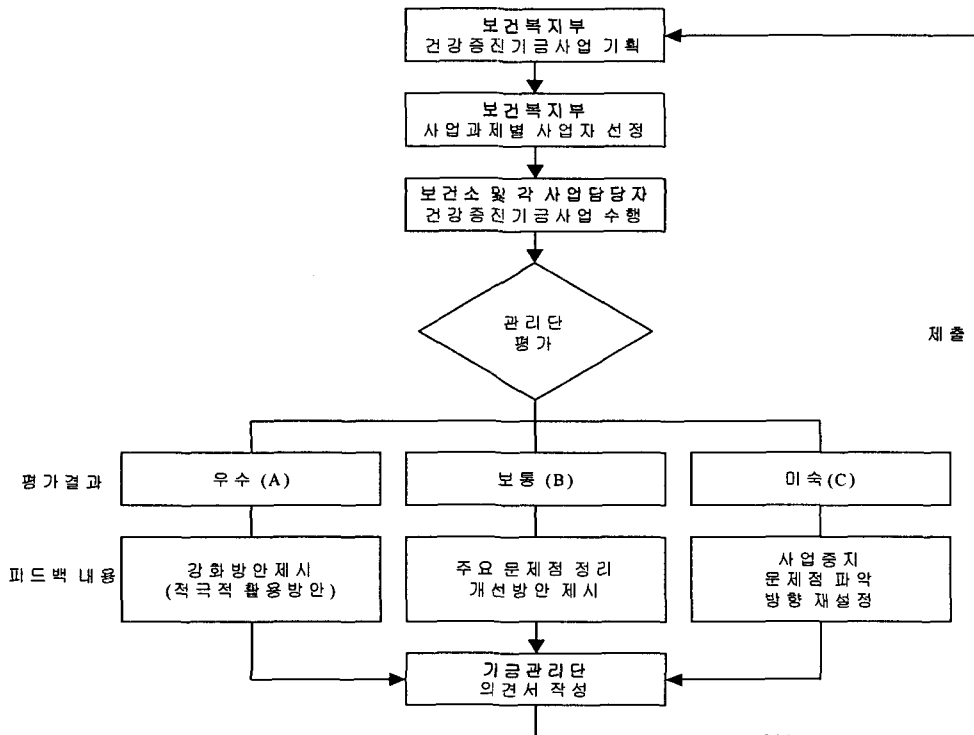 보건복지부
건강증진기금사업 기획
보건복지부
사업과제별 사업자 선정
보건소 및 각 사업담당자
건강증진기금사업 수행
관리단
평가
제출
평가결과
우수 (A)
보통 (B)
미숙 (C)
피드백 내용
강화방안제시
(적극적 활용방안)
주요 문제점 정리
개선방안 제시
사업중지
문제점 파악
방향 재설정
기금관리단
의견서 작성